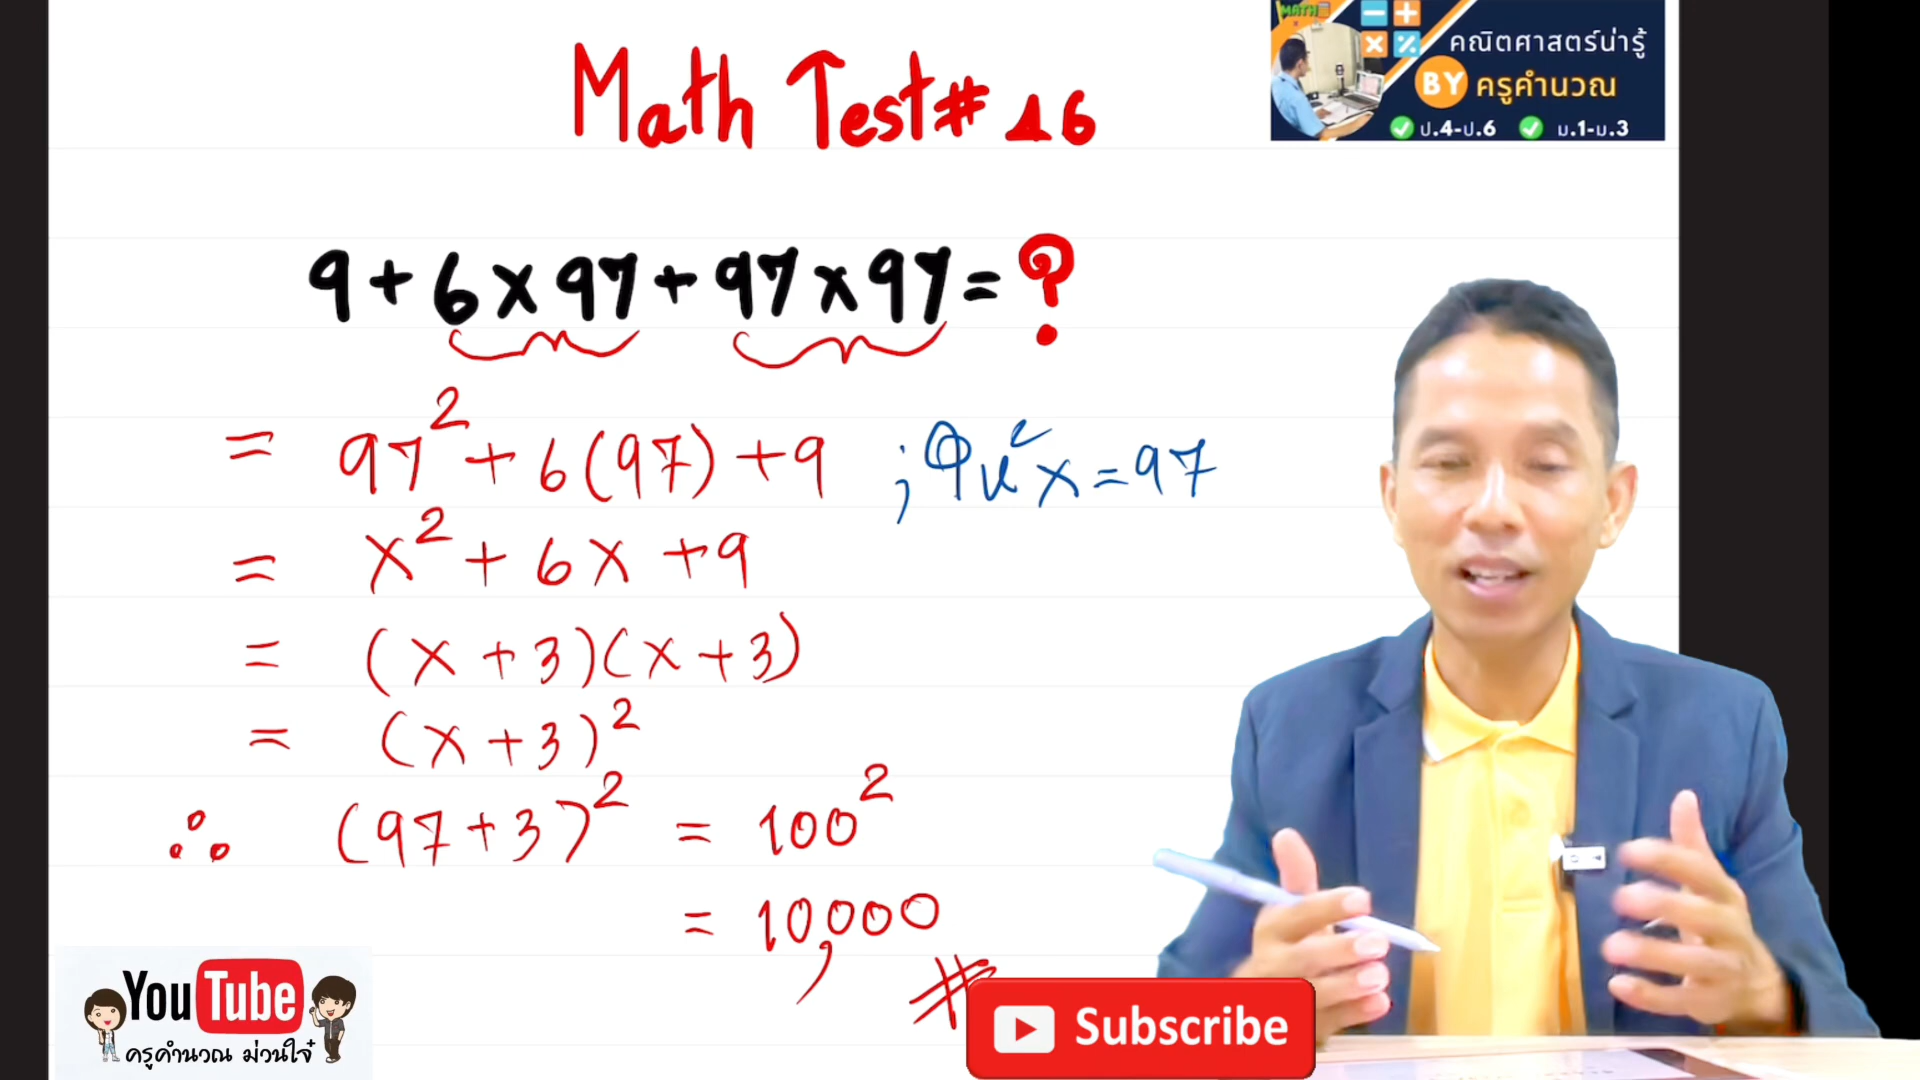 Math Test# 16
MATH
คณิตศาสตร์น่ารู้
BY ครูคำนวณ
ป.4-ป.6 ม.1-ม.3
9+6×97+97×97=?
= 97²+6(97)+9 ; ให้ x=97
= x²+6x+9
= (x+3)(x+3)
= (x+3)²
∴ (97+3)² = 100²
= 10,000 #
YouTube
ครูคำนวณ ม่วนใจ๋
Subscribe